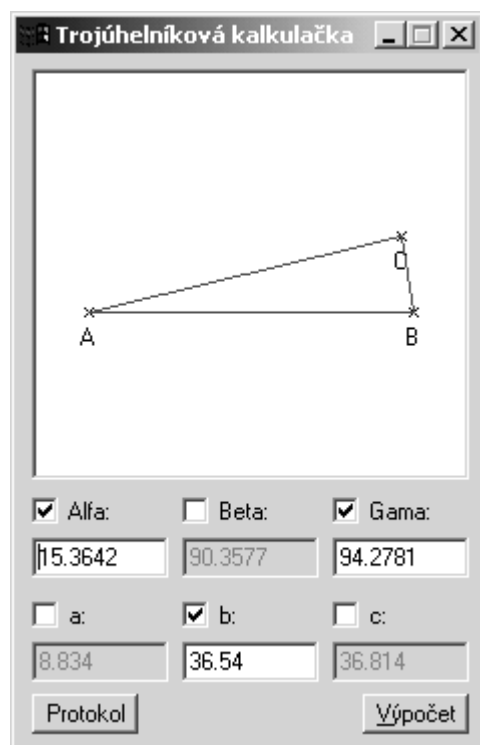 Trojúhelníková kalkulačka
C
A B
Alfa: Beta: Gama:
15.3642 90.3577 94.2781
a: b: c:
8.834 36.54 36.814
Protokol Výpočet